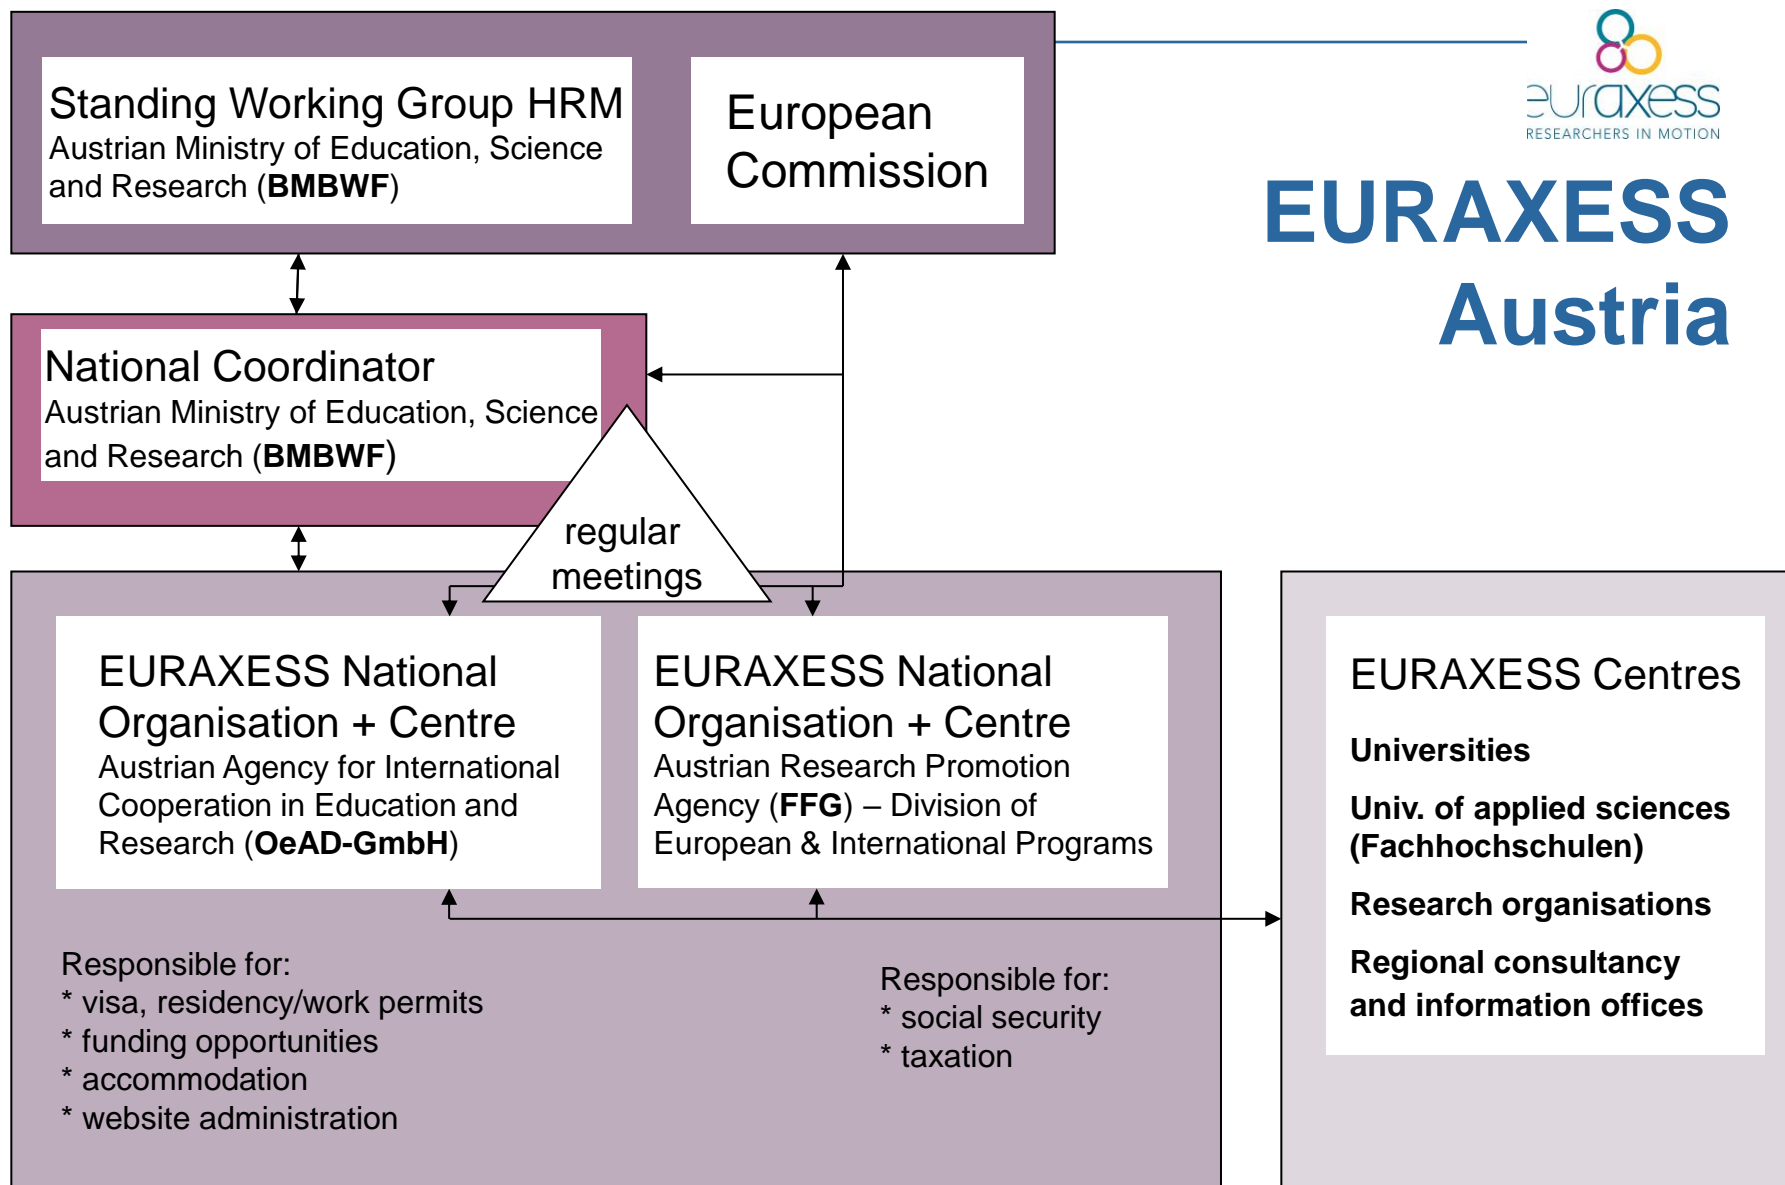 Standing Working Group HRM
Austrian Ministry of Education, Science
and Research (BMBWF)
European
Commission
euraxess
RESEARCHERS IN MOTION
EURAXESS
Austria
National Coordinator
Austrian Ministry of Education, Science
and Research (BMBWF)
regular
meetings
EURAXESS National
Organisation + Centre
Austrian Agency for International
Cooperation in Education and
Research (OeAD-GmbH)
EURAXESS National
Organisation + Centre
Austrian Research Promotion
Agency (FFG) – Division of
European & International Programs
Responsible for:
* visa, residency/work permits
* funding opportunities
* accommodation
* website administration
Responsible for:
* social security
* taxation
EURAXESS Centres
Universities
Univ. of applied sciences
(Fachhochschulen)
Research organisations
Regional consultancy
and information offices